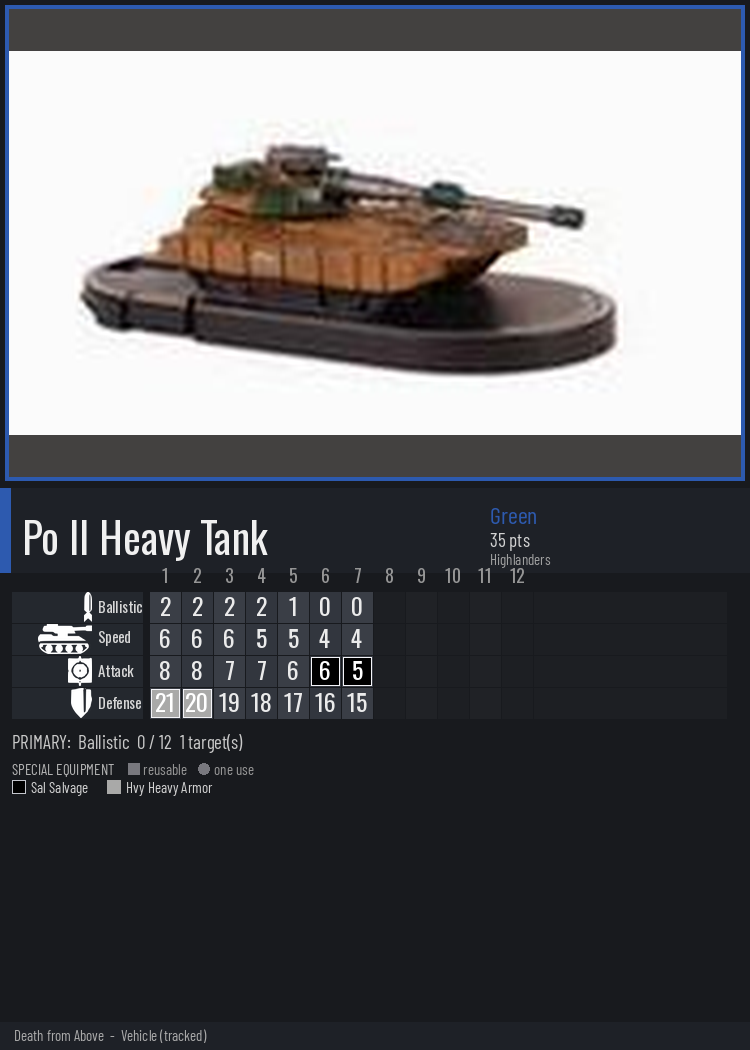 Po II Heavy Tank
Green
35 pts
Highlanders
1 2 3 4 5 6 7 8 9 10 11 12
Ballistic 2 2 2 2 1 0 0
Speed 6 6 6 5 5 4 4
Attack 8 8 7 7 6 6 5
Defense 21 20 19 18 17 16 15
PRIMARY: Ballistic 0 / 12 1 target(s)
SPECIAL EQUIPMENT reusable one use
Sal Salvage Hvy Heavy Armor
Death from Above - Vehicle (tracked)